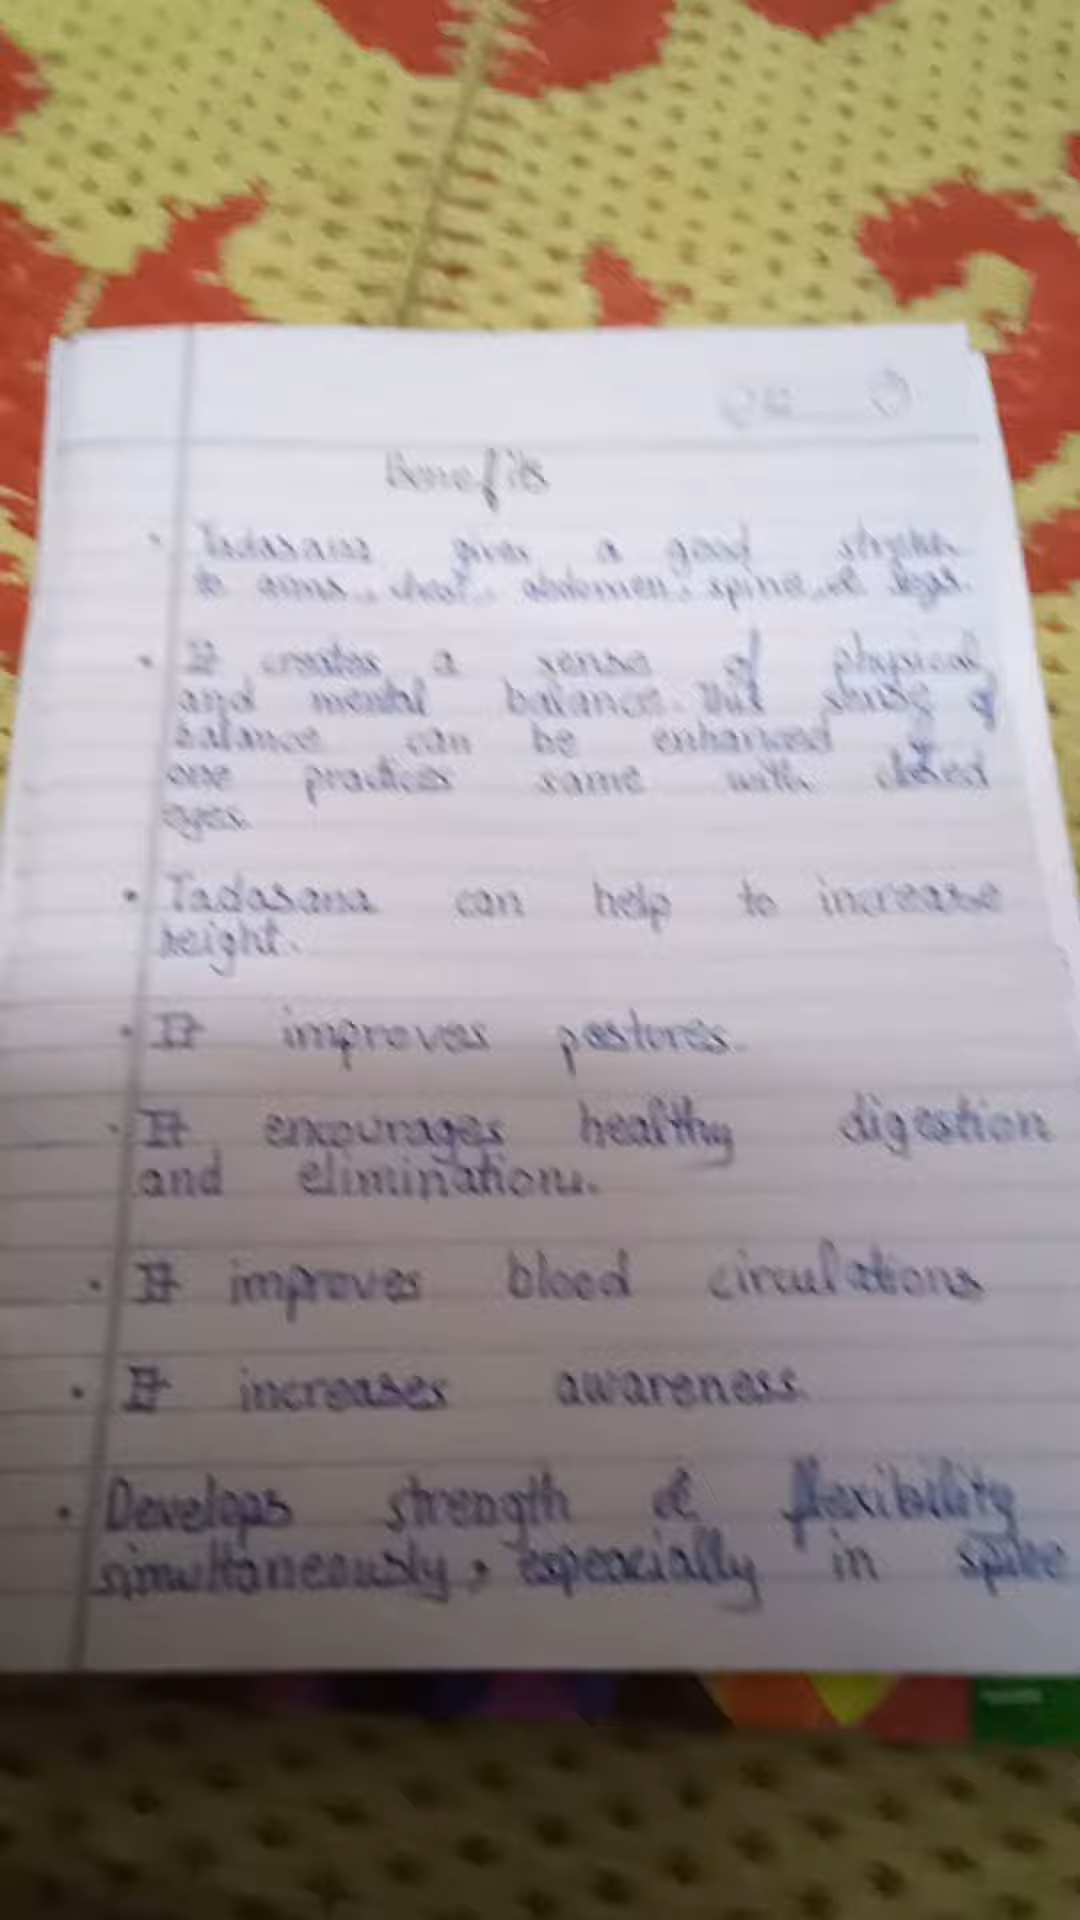 Benefits
• Tadasana gives a good
to arms, chest, abdomen, spine, & legs.
• It creates a sense of physical
and mental balance. This sense of
balance can be enhanced if
one practices same with closed
eyes.
• Tadasana can help to increase
height.
• It improves postores.
• It encourages healthy digestion
and eliminations.
• It improves blood circulations
• It increases awareness.
• Develops strength & flexibility
simultaneously, espeacially in spine